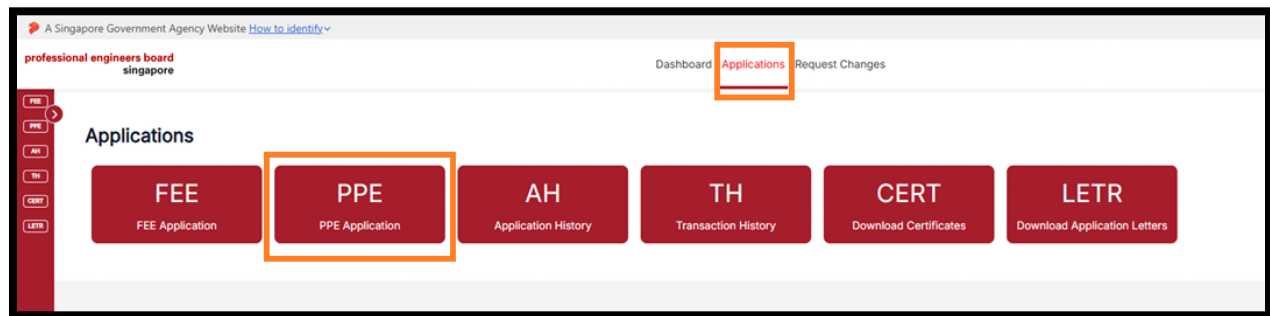 A Singapore Government Agency Website How to identify
professional engineers board
singapore
Dashboard Applications Request Changes
FEE
PPE
AH
TH
CERT
LETR
Applications
FEE
FEE Application
PPE
PPE Application
AH
Application History
TH
Transaction History
CERT
Download Certificates
LETR
Download Application Letters